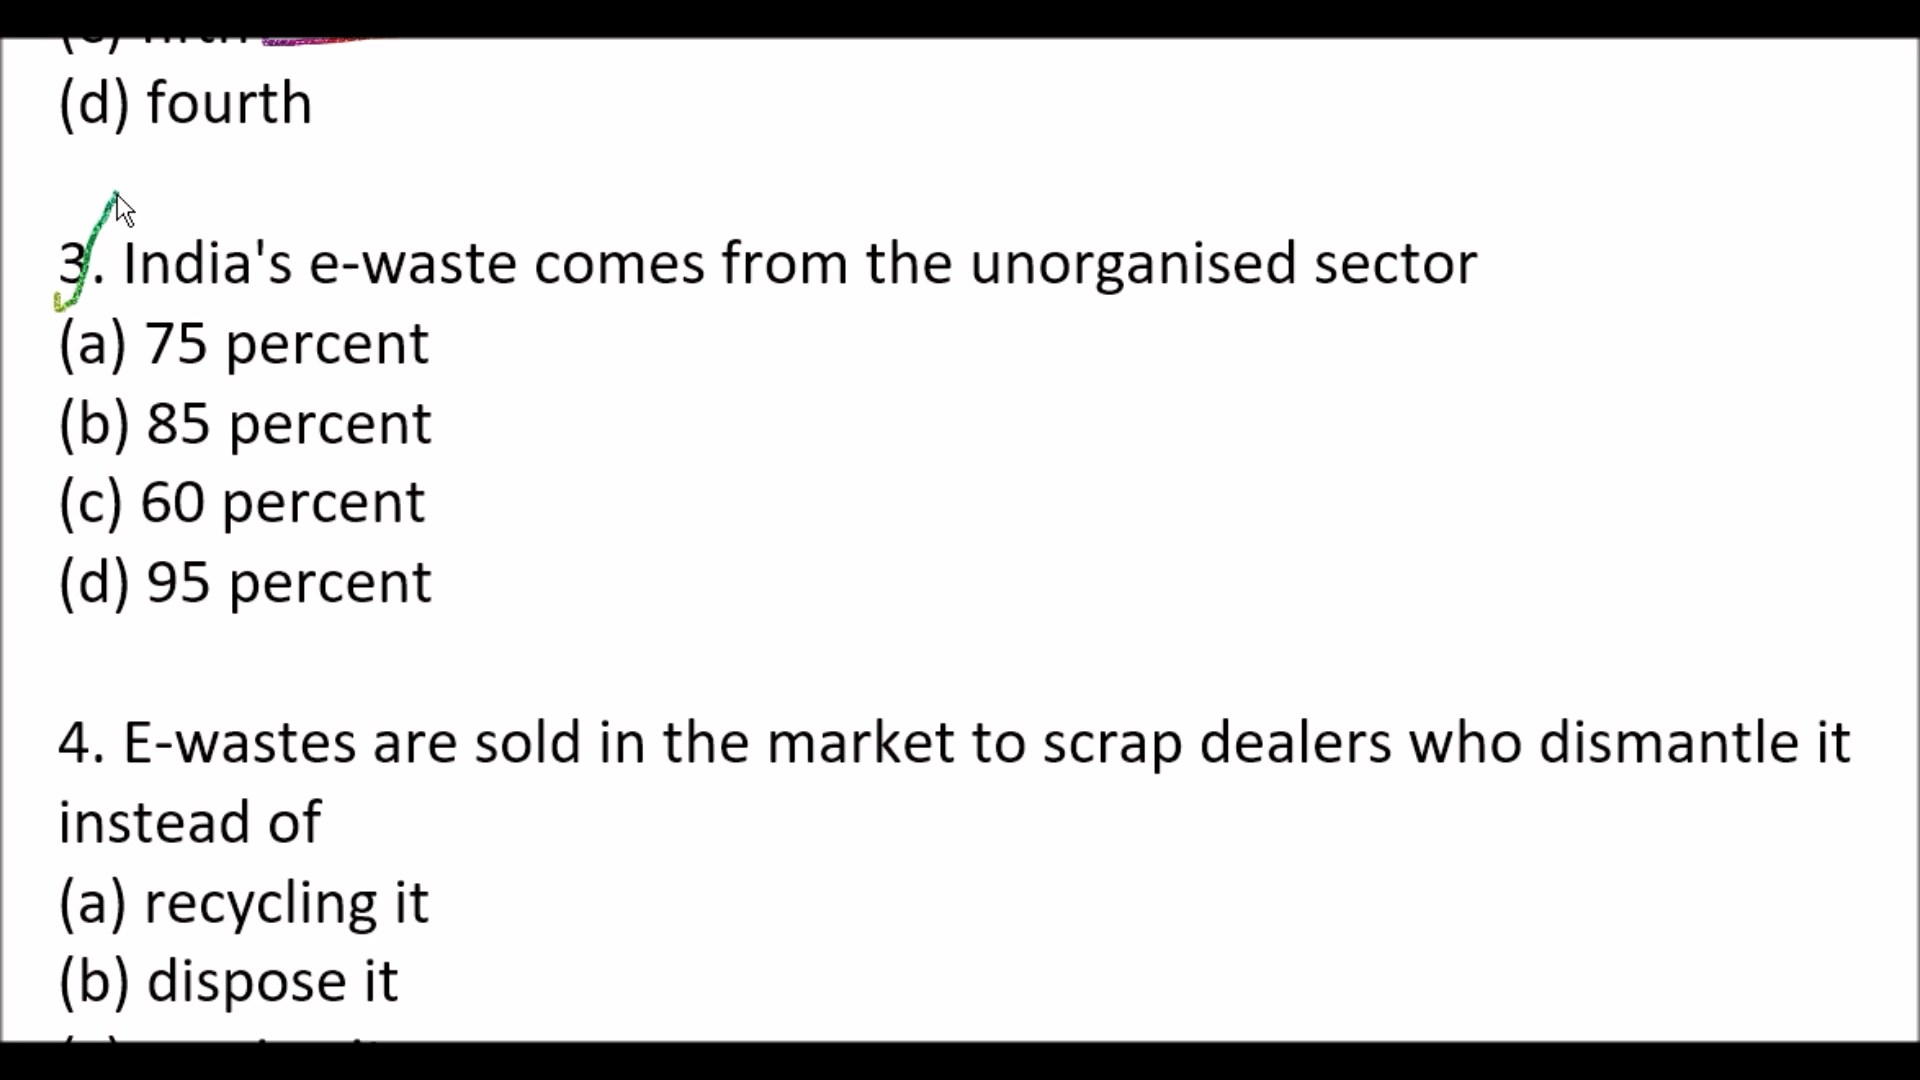 (c) fifth
(d) fourth
3. India's e-waste comes from the unorganised sector
(a) 75 percent
(b) 85 percent
(c) 60 percent
(d) 95 percent
4. E-wastes are sold in the market to scrap dealers who dismantle it
instead of
(a) recycling it
(b) dispose it